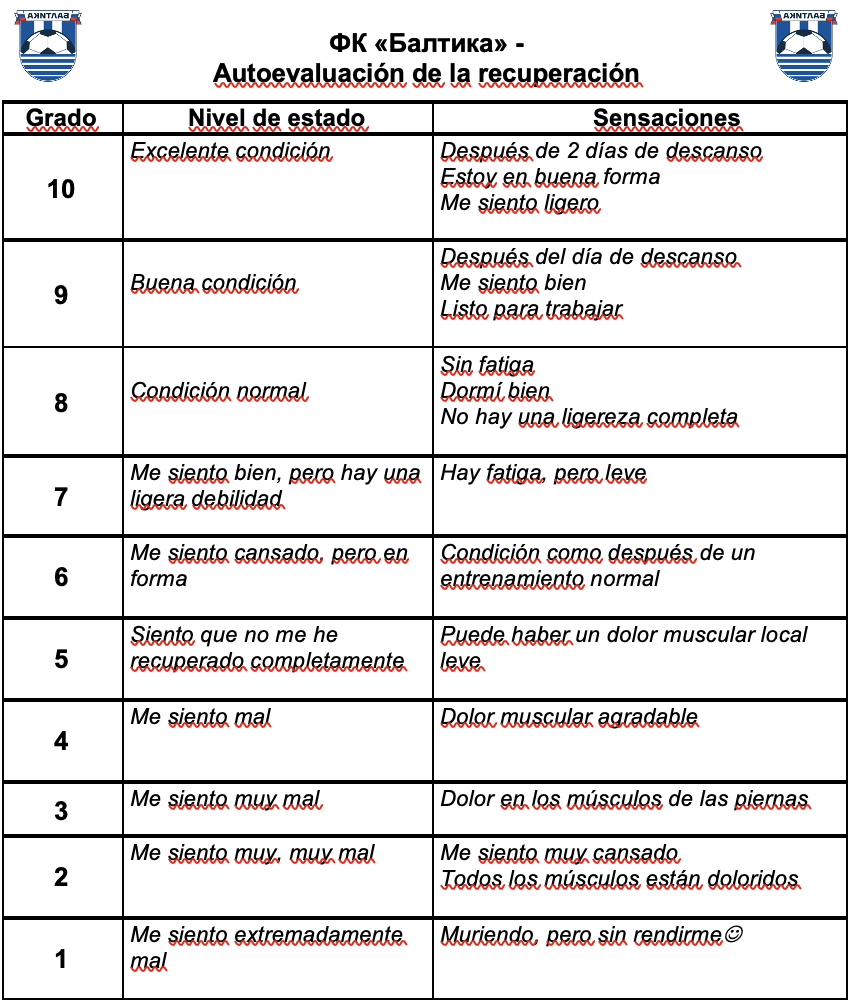 БАЛТИКА
БАЛТИКА
ФК «Балтика» -
Autoevaluación de la recuperación
Grado Nivel de estado Sensaciones
10
Excelente condición
Después de 2 días de descanso
Estoy en buena forma
Me siento ligero
9
Buena condición
Después del día de descanso
Me siento bien
Listo para trabajar
8
Condición normal
Sin fatiga
Dormí bien
No hay una ligereza completa
7
Me siento bien, pero hay una
ligera debilidad
Hay fatiga, pero leve
6
Me siento cansado, pero en
forma
Condición como después de un
entrenamiento normal
5
Siento que no me he
recuperado completamente
Puede haber un dolor muscular local
leve
4
Me siento mal
Dolor muscular agradable
3
Me siento muy mal
Dolor en los músculos de las piernas
2
Me siento muy, muy mal
Me siento muy cansado
Todos los músculos están doloridos
1
Me siento extremadamente
mal
Muriendo, pero sin rendirme☺